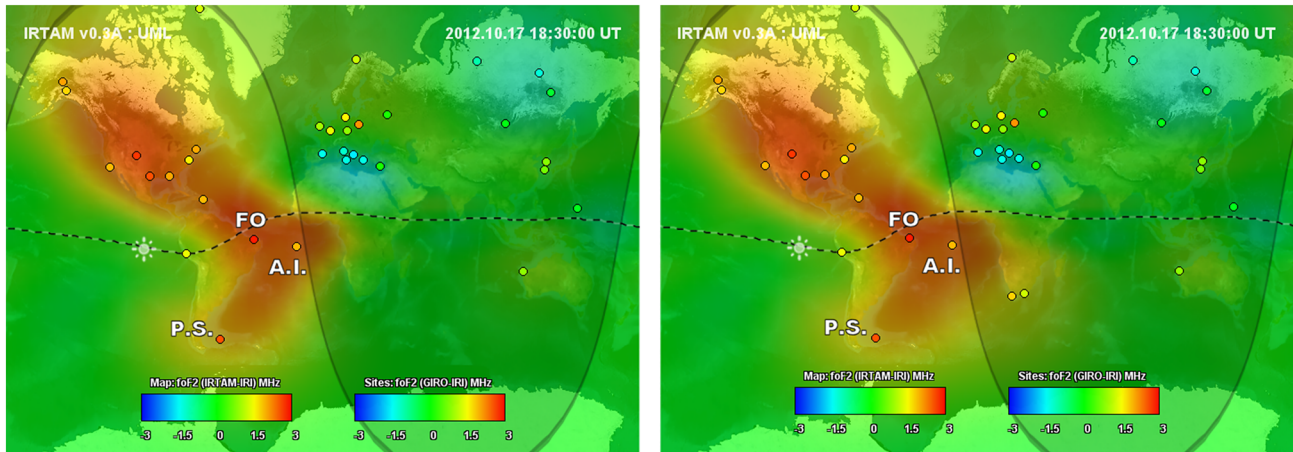 IRTAM v0.3A : UML 2012.10.17 18:30:00 UT
FO
A.I.
P.S.
Map: foF2 (IRTAM-IRI) MHz Sites: foF2 (GIRO-IRI) MHz
-3 -1.5 0 1.5 3 -3 -1.5 0 1.5 3
IRTAM v0.3A : UML 2012.10.17 18:30:00 UT
FO
A.I.
P.S.
Map: foF2 (IRTAM-IRI) MHz Sites: foF2 (GIRO-IRI) MHz
-3 -1.5 0 1.5 3 -3 -1.5 0 1.5 3